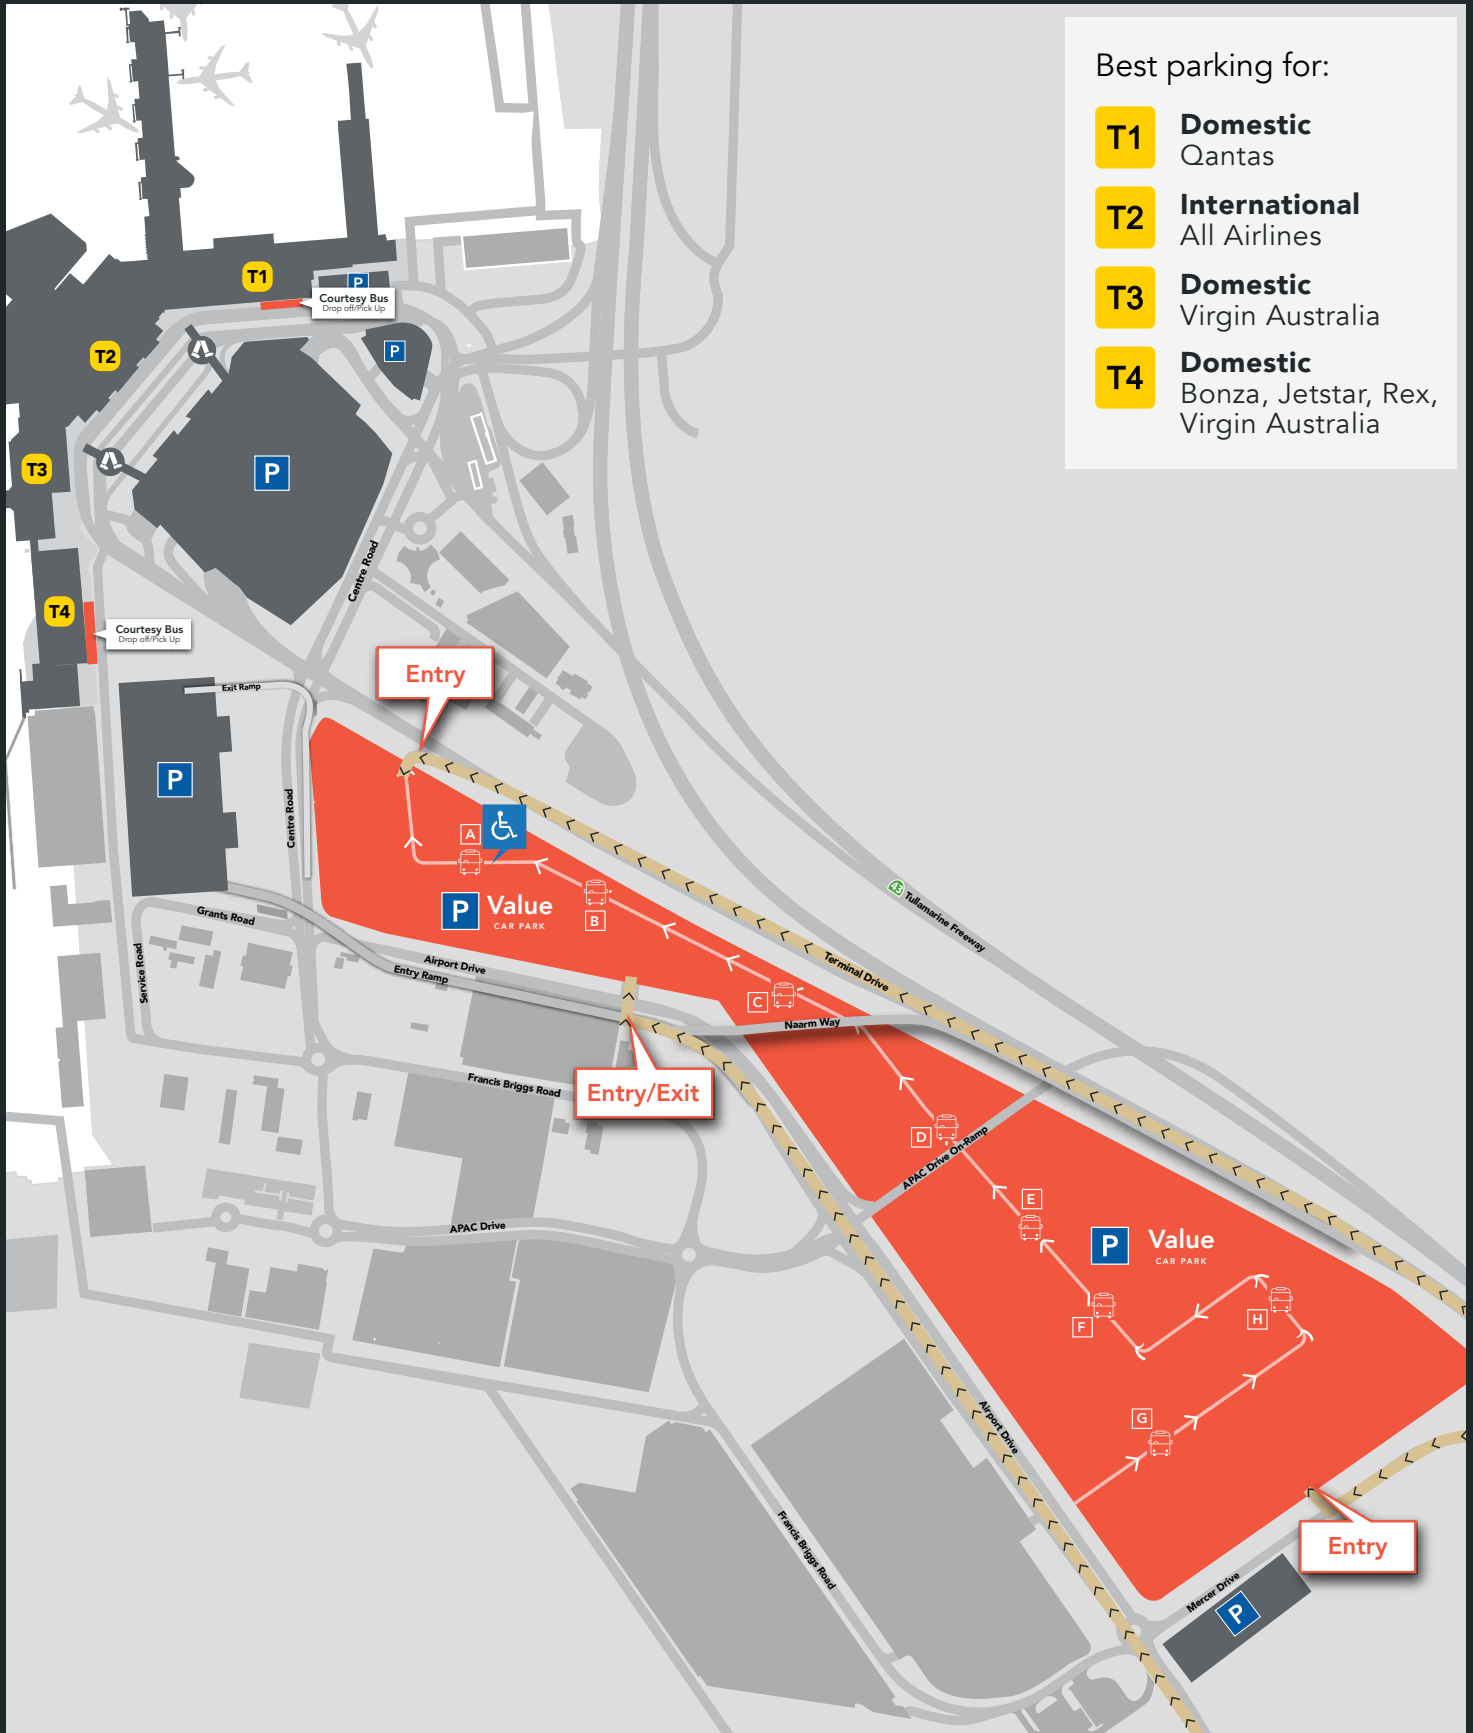 Best parking for:
T1
Domestic
Qantas
T2
International
All Airlines
T3
Domestic
Virgin Australia
T4
Domestic
Bonza, Jetstar, Rex,
Virgin Australia
T1
P
Courtesy Bus
Drop off/Pick Up
T2
P
T3
P
Centre Road
T4
Courtesy Bus
Drop off/Pick Up
Entry
Exit Ramp
P
Centre Road
A
P
Value
CAR PARK
B
43
Tullamarine Freeway
Grants Road
Service Road
Airport Drive
Entry Ramp
Terminal Drive
C
Naarm Way
Francis Briggs Road
Entry/Exit
D
APAC Drive On-Ramp
E
APAC Drive
P
Value
CAR PARK
F
H
G
Airport Drive
Francis Briggs Road
Entry
Mercer Drive
P